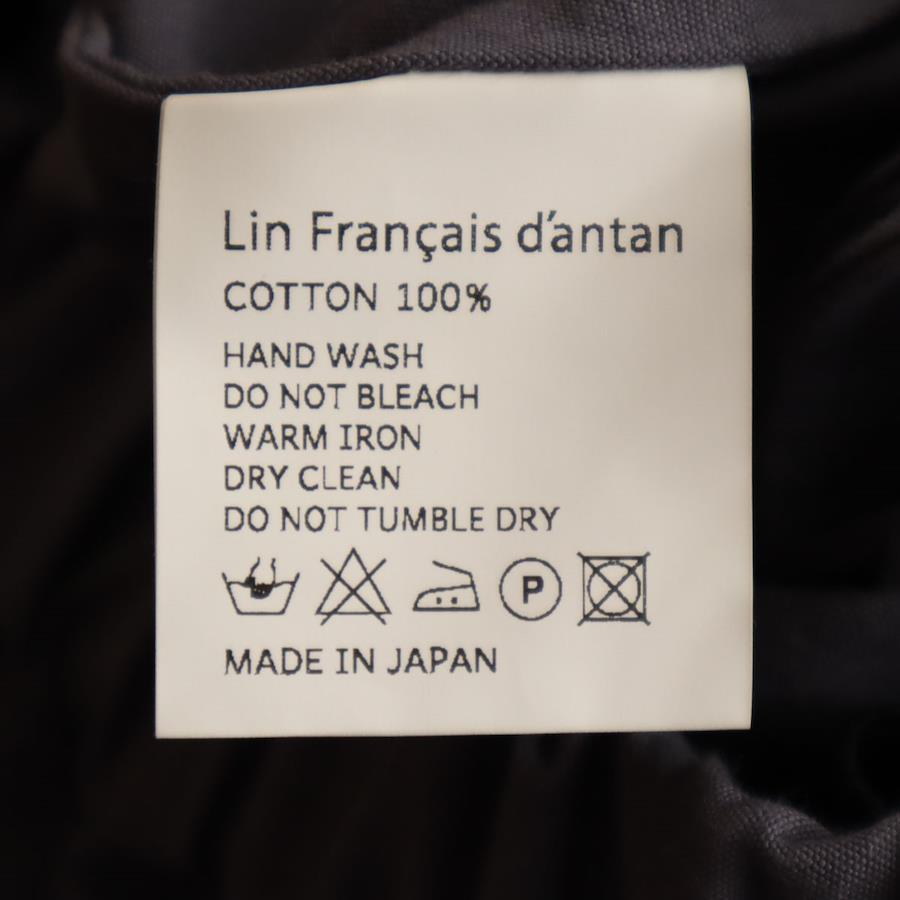 Lin Français d'antan
COTTON 100%
HAND WASH
DO NOT BLEACH
WARM IRON
DRY CLEAN
DO NOT TUMBLE DRY
P
MADE IN JAPAN